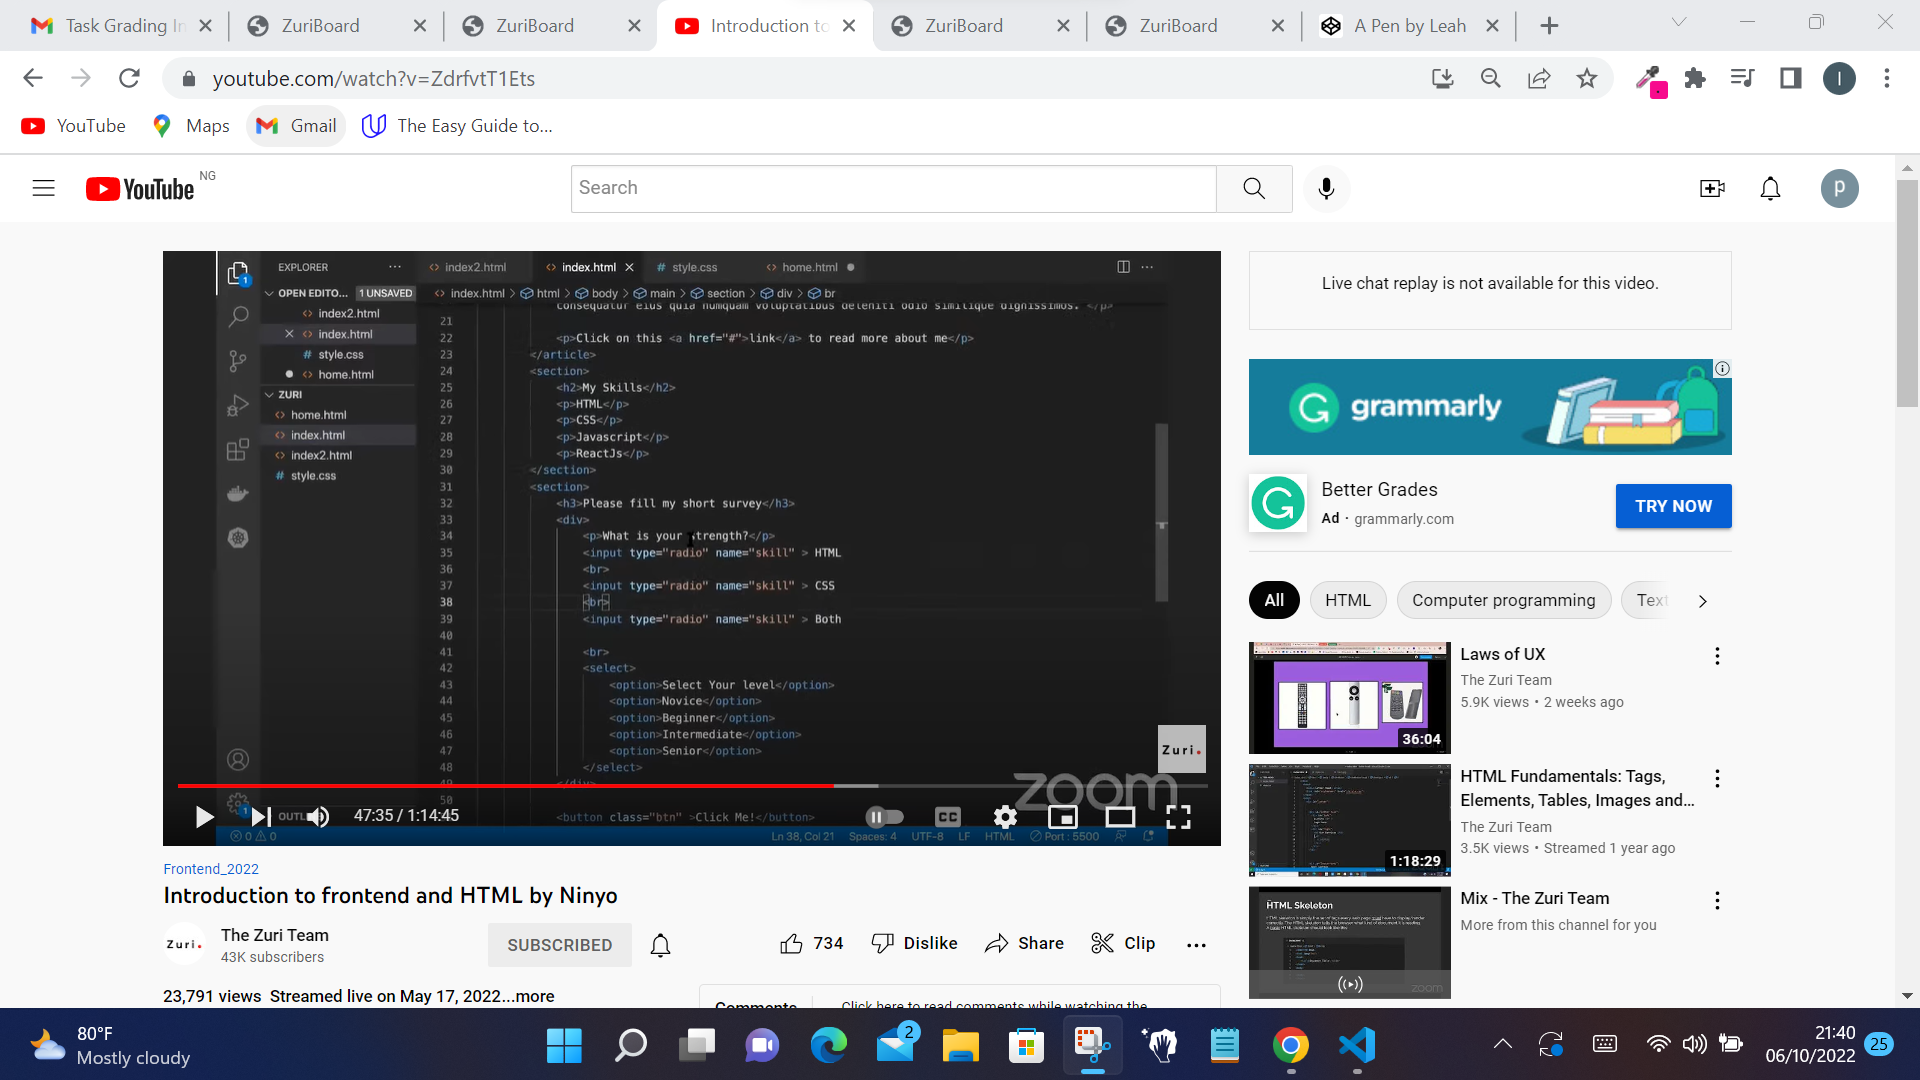 Task Grading In
ZuriBoard
ZuriBoard
Introduction to
ZuriBoard
ZuriBoard
A Pen by Leah
youtube.com/watch?v=ZdrfvtT1Ets
I
YouTube
Maps
Gmail
The Easy Guide to...
YouTube NG
Search
p
EXPLORER
index2.html
index.html
style.css
home.html
OPEN EDITO... 1 UNSAVED
index.html > html > body > main > section > div > br
index2.html
index.html
style.css
home.html
ZURI
home.html
index.html
index2.html
style.css
consequatur eius quia numquam voluptatibus deleniti odio similique dignissimos. </p>
21
22 <p>Click on this <a href="#">link</a> to read more about me</p>
23 </article>
24 <section>
25 <h2>My Skills</h2>
26 <p>HTML</p>
27 <p>CSS</p>
28 <p>Javascript</p>
29 <p>ReactJs</p>
30 </section>
31 <section>
32 <h3>Please fill my short survey</h3>
33 <div>
34 <p>What is your strength?</p>
35 <input type="radio" name="skill" > HTML
36 <br>
37 <input type="radio" name="skill" > CSS
38 <br>
39 <input type="radio" name="skill" > Both
40
41 <br>
42 <select>
43 <option>Select Your level</option>
44 <option>Novice</option>
45 <option>Beginner</option>
46 <option>Intermediate</option>
47 <option>Senior</option>
48 </select>
49 </div>
50
<button class="btn" >Click Me!</button>
Zuri.
zoom
OUTL
47:35 / 1:14:45
CC
0 0
Ln 38, Col 21 Spaces: 4 UTF-8 LF HTML Port : 5500
Frontend_2022
Introduction to frontend and HTML by Ninyo
Zuri.
The Zuri Team
43K subscribers
SUBSCRIBED
734
Dislike
Share
Clip
23,791 views Streamed live on May 17, 2022...more
Comments
Click here to read comments while watching the
Live chat replay is not available for this video.
grammarly
Better Grades
Ad · grammarly.com
TRY NOW
All
HTML
Computer programming
Text
36:04
Laws of UX
The Zuri Team
5.9K views • 2 weeks ago
1:18:29
HTML Fundamentals: Tags,
Elements, Tables, Images and...
The Zuri Team
3.5K views • Streamed 1 year ago
HTML Skeleton
zoom
Mix - The Zuri Team
More from this channel for you
80°F
Mostly cloudy
2
21:40
06/10/2022
25